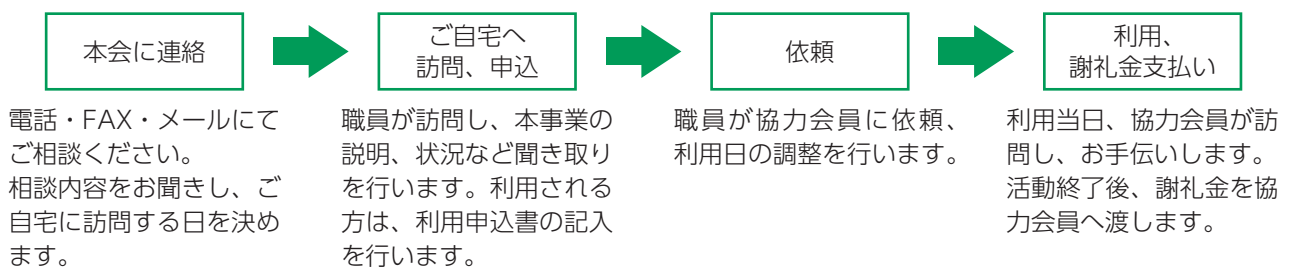 本会に連絡
電話・FAX・メールにて
ご相談ください。
相談内容をお聞きし、ご
自宅に訪問する日を決め
ます。
ご自宅へ
訪問、申込
職員が訪問し、本事業の
説明、状況など聞き取り
を行います。利用される
方は、利用申込書の記入
を行います。
依頼
職員が協力会員に依頼、
利用日の調整を行います。
利用、
謝礼金支払い
利用当日、協力会員が訪
問し、お手伝いします。
活動終了後、謝礼金を協
力会員へ渡します。